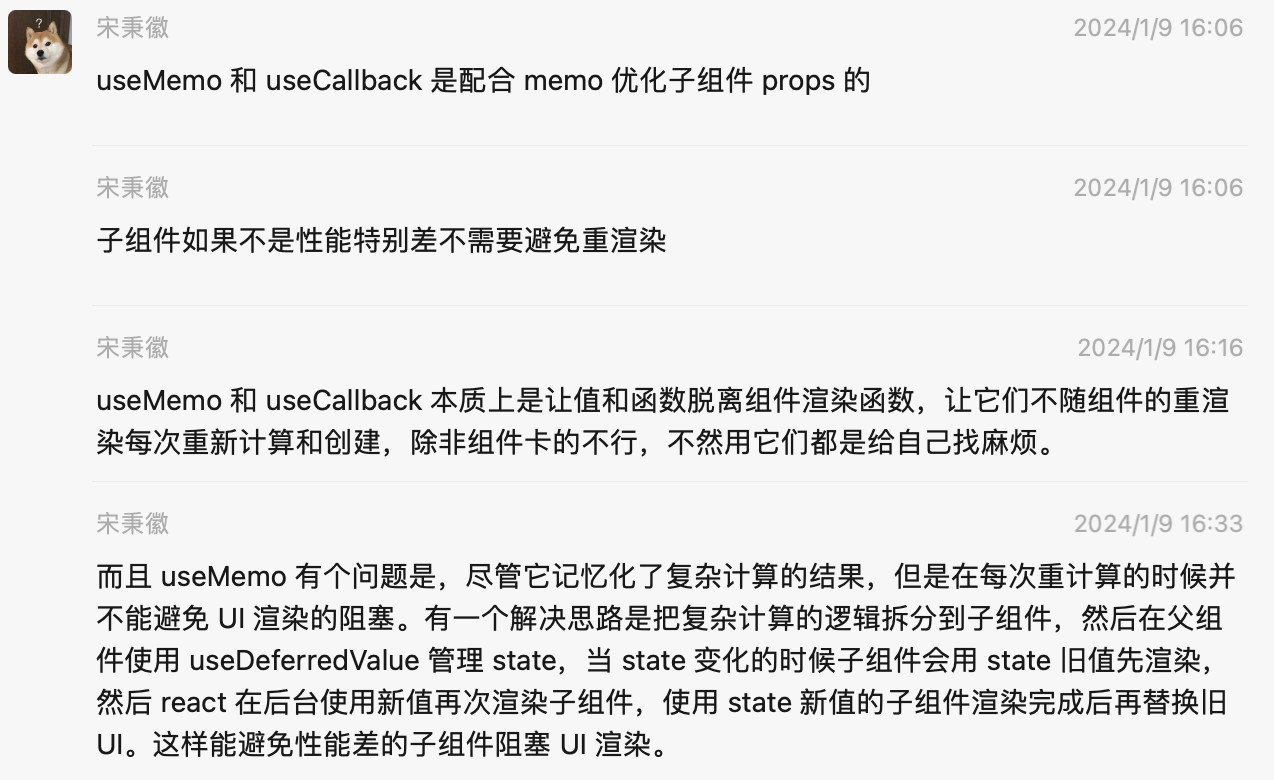 宋秉徽 2024/1/9 16:06
useMemo 和 useCallback 是配合 memo 优化子组件 props 的
宋秉徽 2024/1/9 16:06
子组件如果不是性能特别差不需要避免重渲染
宋秉徽 2024/1/9 16:16
useMemo 和 useCallback 本质上是让值和函数脱离组件渲染函数，让它们不随组件的重渲
染每次重新计算和创建，除非组件卡的不行，不然用它们都是给自己找麻烦。
宋秉徽 2024/1/9 16:33
而且 useMemo 有个问题是，尽管它记忆化了复杂计算的结果，但是在每次重计算的时候并
不能避免 UI 渲染的阻塞。有一个解决思路是把复杂计算的逻辑拆分到子组件，然后在父组
件使用 useDeferredValue 管理 state，当 state 变化的时候子组件会用 state 旧值先渲染，
然后 react 在后台使用新值再次渲染子组件，使用 state 新值的子组件渲染完成后再替换旧
UI。这样能避免性能差的子组件阻塞 UI 渲染。